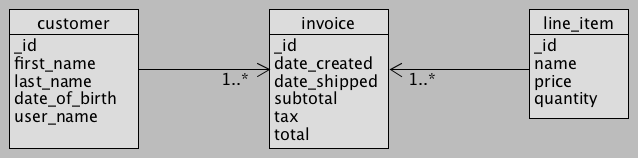 customer
_id
first_name
last_name
date_of_birth
user_name
1..*
invoice
_id
date_created
date_shipped
subtotal
tax
total
1..*
line_item
_id
name
price
quantity